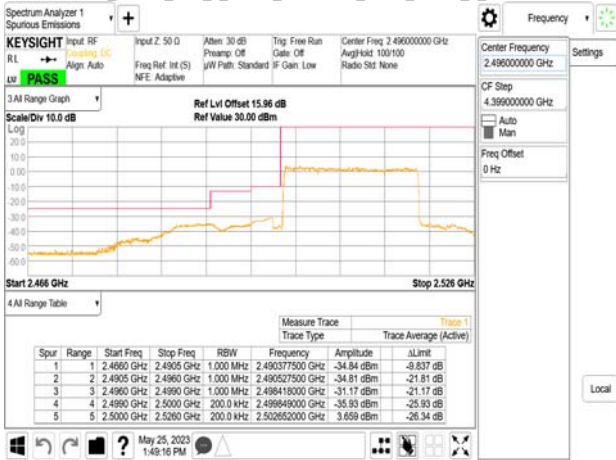 Spectrum Analyzer 1
Spurious Emissions
+
Frequency
KEYSIGHT
RL
PASS
Input: RF
Coupling: DC
Align: Auto
Input Z: 50 Ω
Freq Ref: Int (S)
NFE: Adaptive
Atten: 30 dB
Preamp: Off
µW Path: Standard
Trig: Free Run
Gate: Off
IF Gain: Low
Center Freq: 2.496000000 GHz
Avg|Hold: 100/100
Radio Std: None
Center Frequency
2.496000000 GHz
Settings
CF Step
4.399000000 GHz
Auto
Man
Freq Offset
0 Hz
Local
3 All Range Graph
Scale/Div 10.0 dB
Ref Lvl Offset 15.96 dB
Ref Value 30.00 dBm
Log
20.0
10.0
0.00
-10.0
-20.0
-30.0
-40.0
-50.0
-60.0
Start 2.466 GHz
Stop 2.526 GHz
4 All Range Table
Measure Trace Trace 1
Trace Type Trace Average (Active)
Spur Range Start Freq Stop Freq RBW Frequency Amplitude ΔLimit
1 1 2.4660 GHz 2.4905 GHz 1.000 MHz 2.490377500 GHz -34.84 dBm -9.837 dB
2 2 2.4905 GHz 2.4960 GHz 1.000 MHz 2.490527500 GHz -34.81 dBm -21.81 dB
3 3 2.4960 GHz 2.4990 GHz 1.000 MHz 2.498418000 GHz -31.17 dBm -21.17 dB
4 4 2.4990 GHz 2.5000 GHz 200.0 kHz 2.499849000 GHz -35.93 dBm -25.93 dB
5 5 2.5000 GHz 2.5260 GHz 200.0 kHz 2.502652000 GHz 3.659 dBm -26.34 dB
?
May 25, 2023
1:49:16 PM